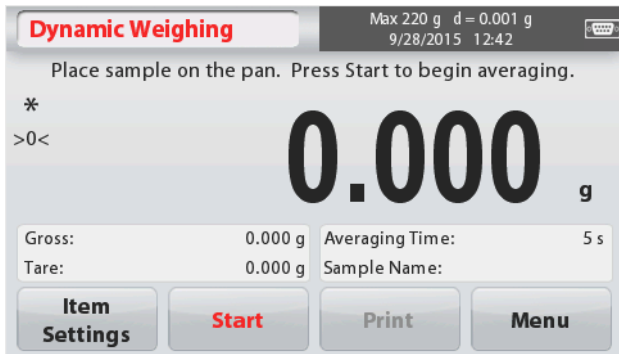 Dynamic Weighing
Max 220 g d = 0.001 g
9/28/2015 12:42
Place sample on the pan. Press Start to begin averaging.
*
>0<
0.000 g
Gross: 0.000 g
Tare: 0.000 g
Averaging Time: 5 s
Sample Name:
Item
Settings
Start
Print
Menu